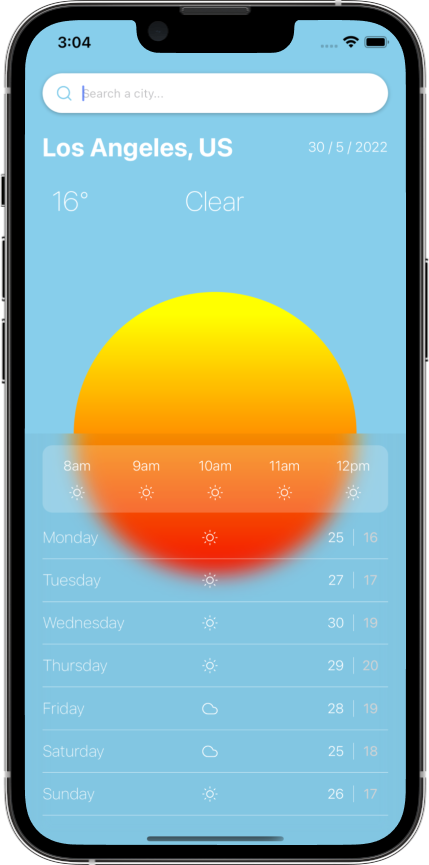 3:04
Search a city...
Los Angeles, US 30 / 5 / 2022
16° Clear
8am 9am 10am 11am 12pm
Monday 25 | 16
Tuesday 27 | 17
Wednesday 30 | 19
Thursday 29 | 20
Friday 28 | 19
Saturday 25 | 18
Sunday 26 | 17